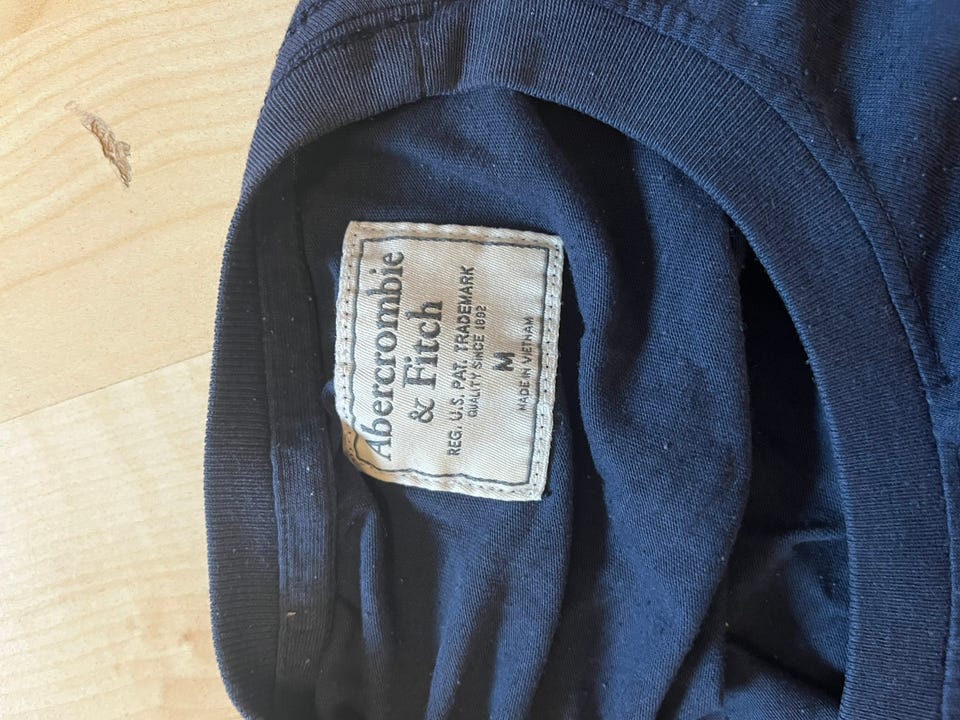 Abercrombie
& Fitch
REG. U.S. PAT. TRADEMARK
QUALITY SINCE 1892
M
MADE IN VIETNAM